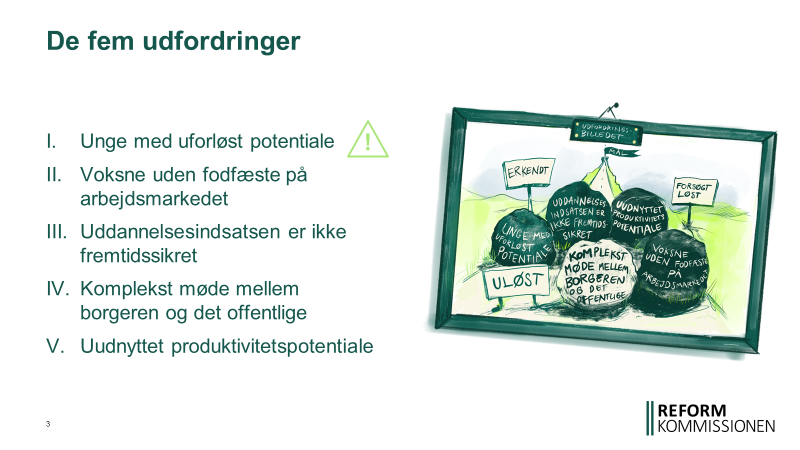 De fem udfordringer
I. Unge med uforløst potentiale
II. Voksne uden fodfæste på
arbejdsmarkedet
III. Uddannelsesindsatsen er ikke
fremtidssikret
IV. Komplekst møde mellem
borgeren og det offentlige
V. Uudnyttet produktivitetspotentiale
!
UDFORDRINGS-
BILLEDET
MÅL
ERKENDT
FORSØGT
LØST
UDDANNELSES
INDSATSEN ER
IKKE FREMTIDS
SIKRET
UUDNYTTET
PRODUKTIVITETS
POTENTIALE
UNGE MED
UFORLØST
POTENTIALE
KOMPLEKST
MØDE MELLEM
BORGEREN
OG DET
OFFENTLIGE
VOKSNE
UDEN FODFÆSTE
PÅ
ARBEJDSMARKEDET
ULØST
3
REFORM
KOMMISSIONEN